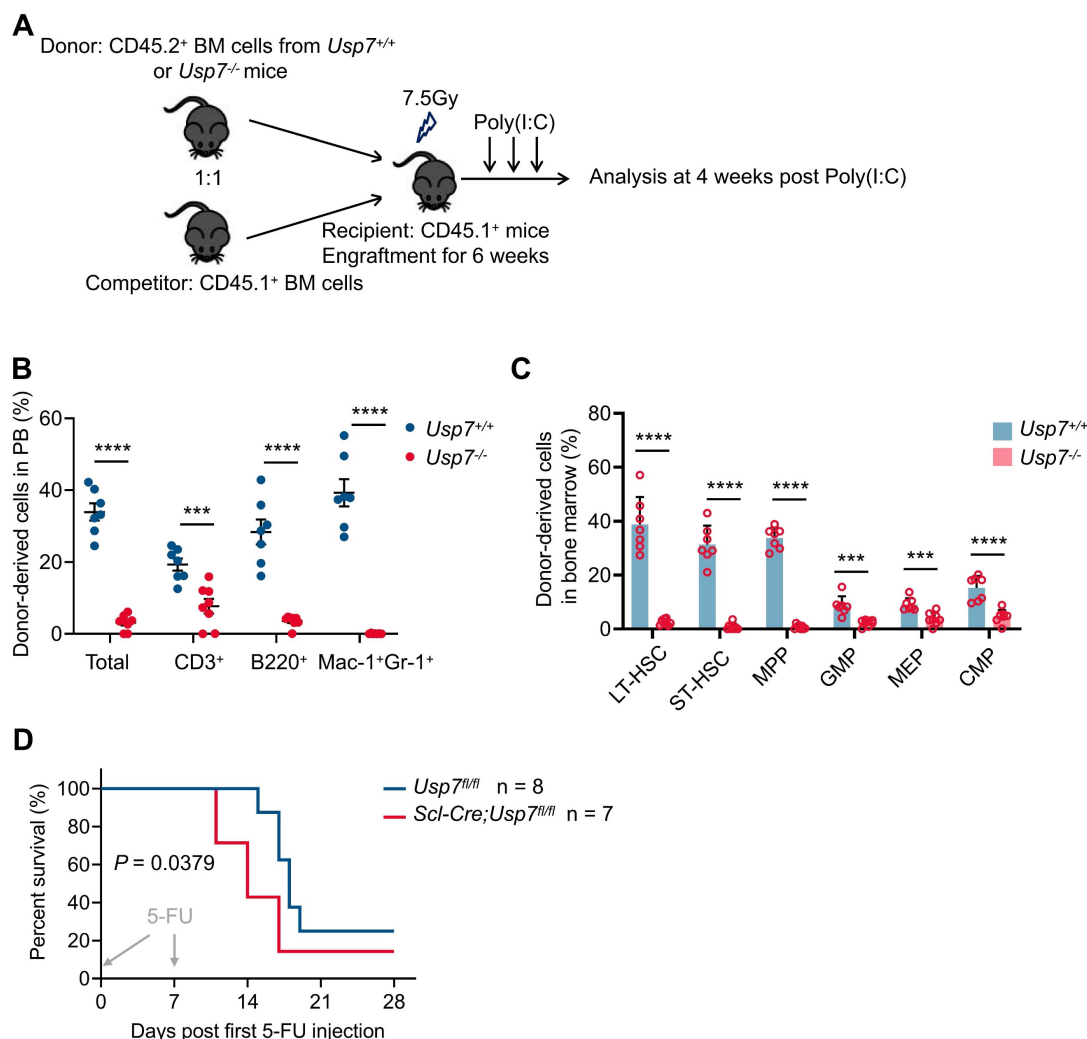 A
Donor: CD45.2⁺ BM cells from Usp7⁺/⁺
or Usp7⁻/⁻ mice
7.5Gy
Poly(I:C)
1:1
Analysis at 4 weeks post Poly(I:C)
Recipient: CD45.1⁺ mice
Engraftment for 6 weeks
Competitor: CD45.1⁺ BM cells
B
Donor-derived cells in PB (%)
60
40
20
0
****
***
****
****
Usp7⁺/⁺
Usp7⁻/⁻
Total
CD3⁺
B220⁺
Mac-1⁺Gr-1⁺
C
Donor-derived cells
in bone marrow (%)
80
60
40
20
0
****
****
****
***
***
****
Usp7⁺/⁺
Usp7⁻/⁻
LT-HSC
ST-HSC
MPP
GMP
MEP
CMP
D
Percent survival (%)
100
80
60
40
20
0
P = 0.0379
5-FU
Usp7fl/fl n = 8
Scl-Cre;Usp7fl/fl n = 7
0
7
14
21
28
Days post first 5-FU injection